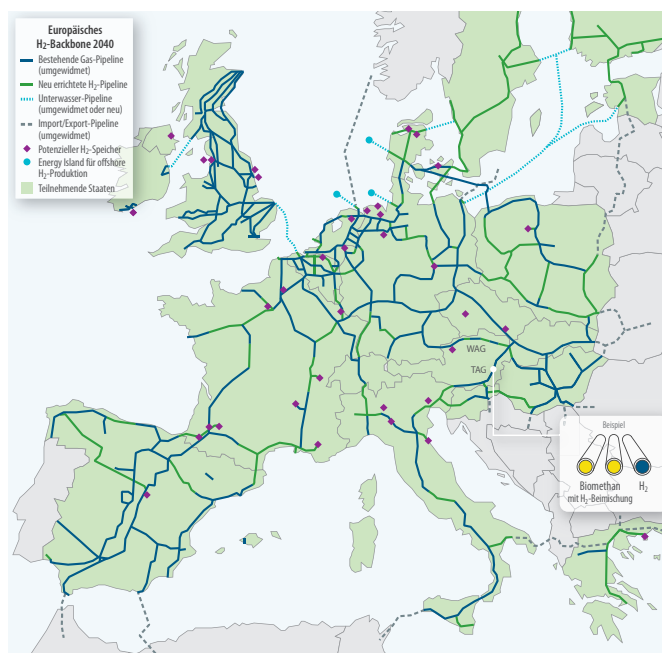 Europäisches
H₂-Backbone 2040
Bestehende Gas-Pipeline
(umgewidmet)
Neu errichtete H₂-Pipeline
Unterwasser-Pipeline
(umgewidmet oder neu)
Import/Export-Pipeline
(umgewidmet)
Potenzieller H₂-Speicher
Energy Island für offshore
H₂-Produktion
Teilnehmende Staaten
WAG
TAG
Beispiel
Biomethan H₂
mit H₂-Beimischung